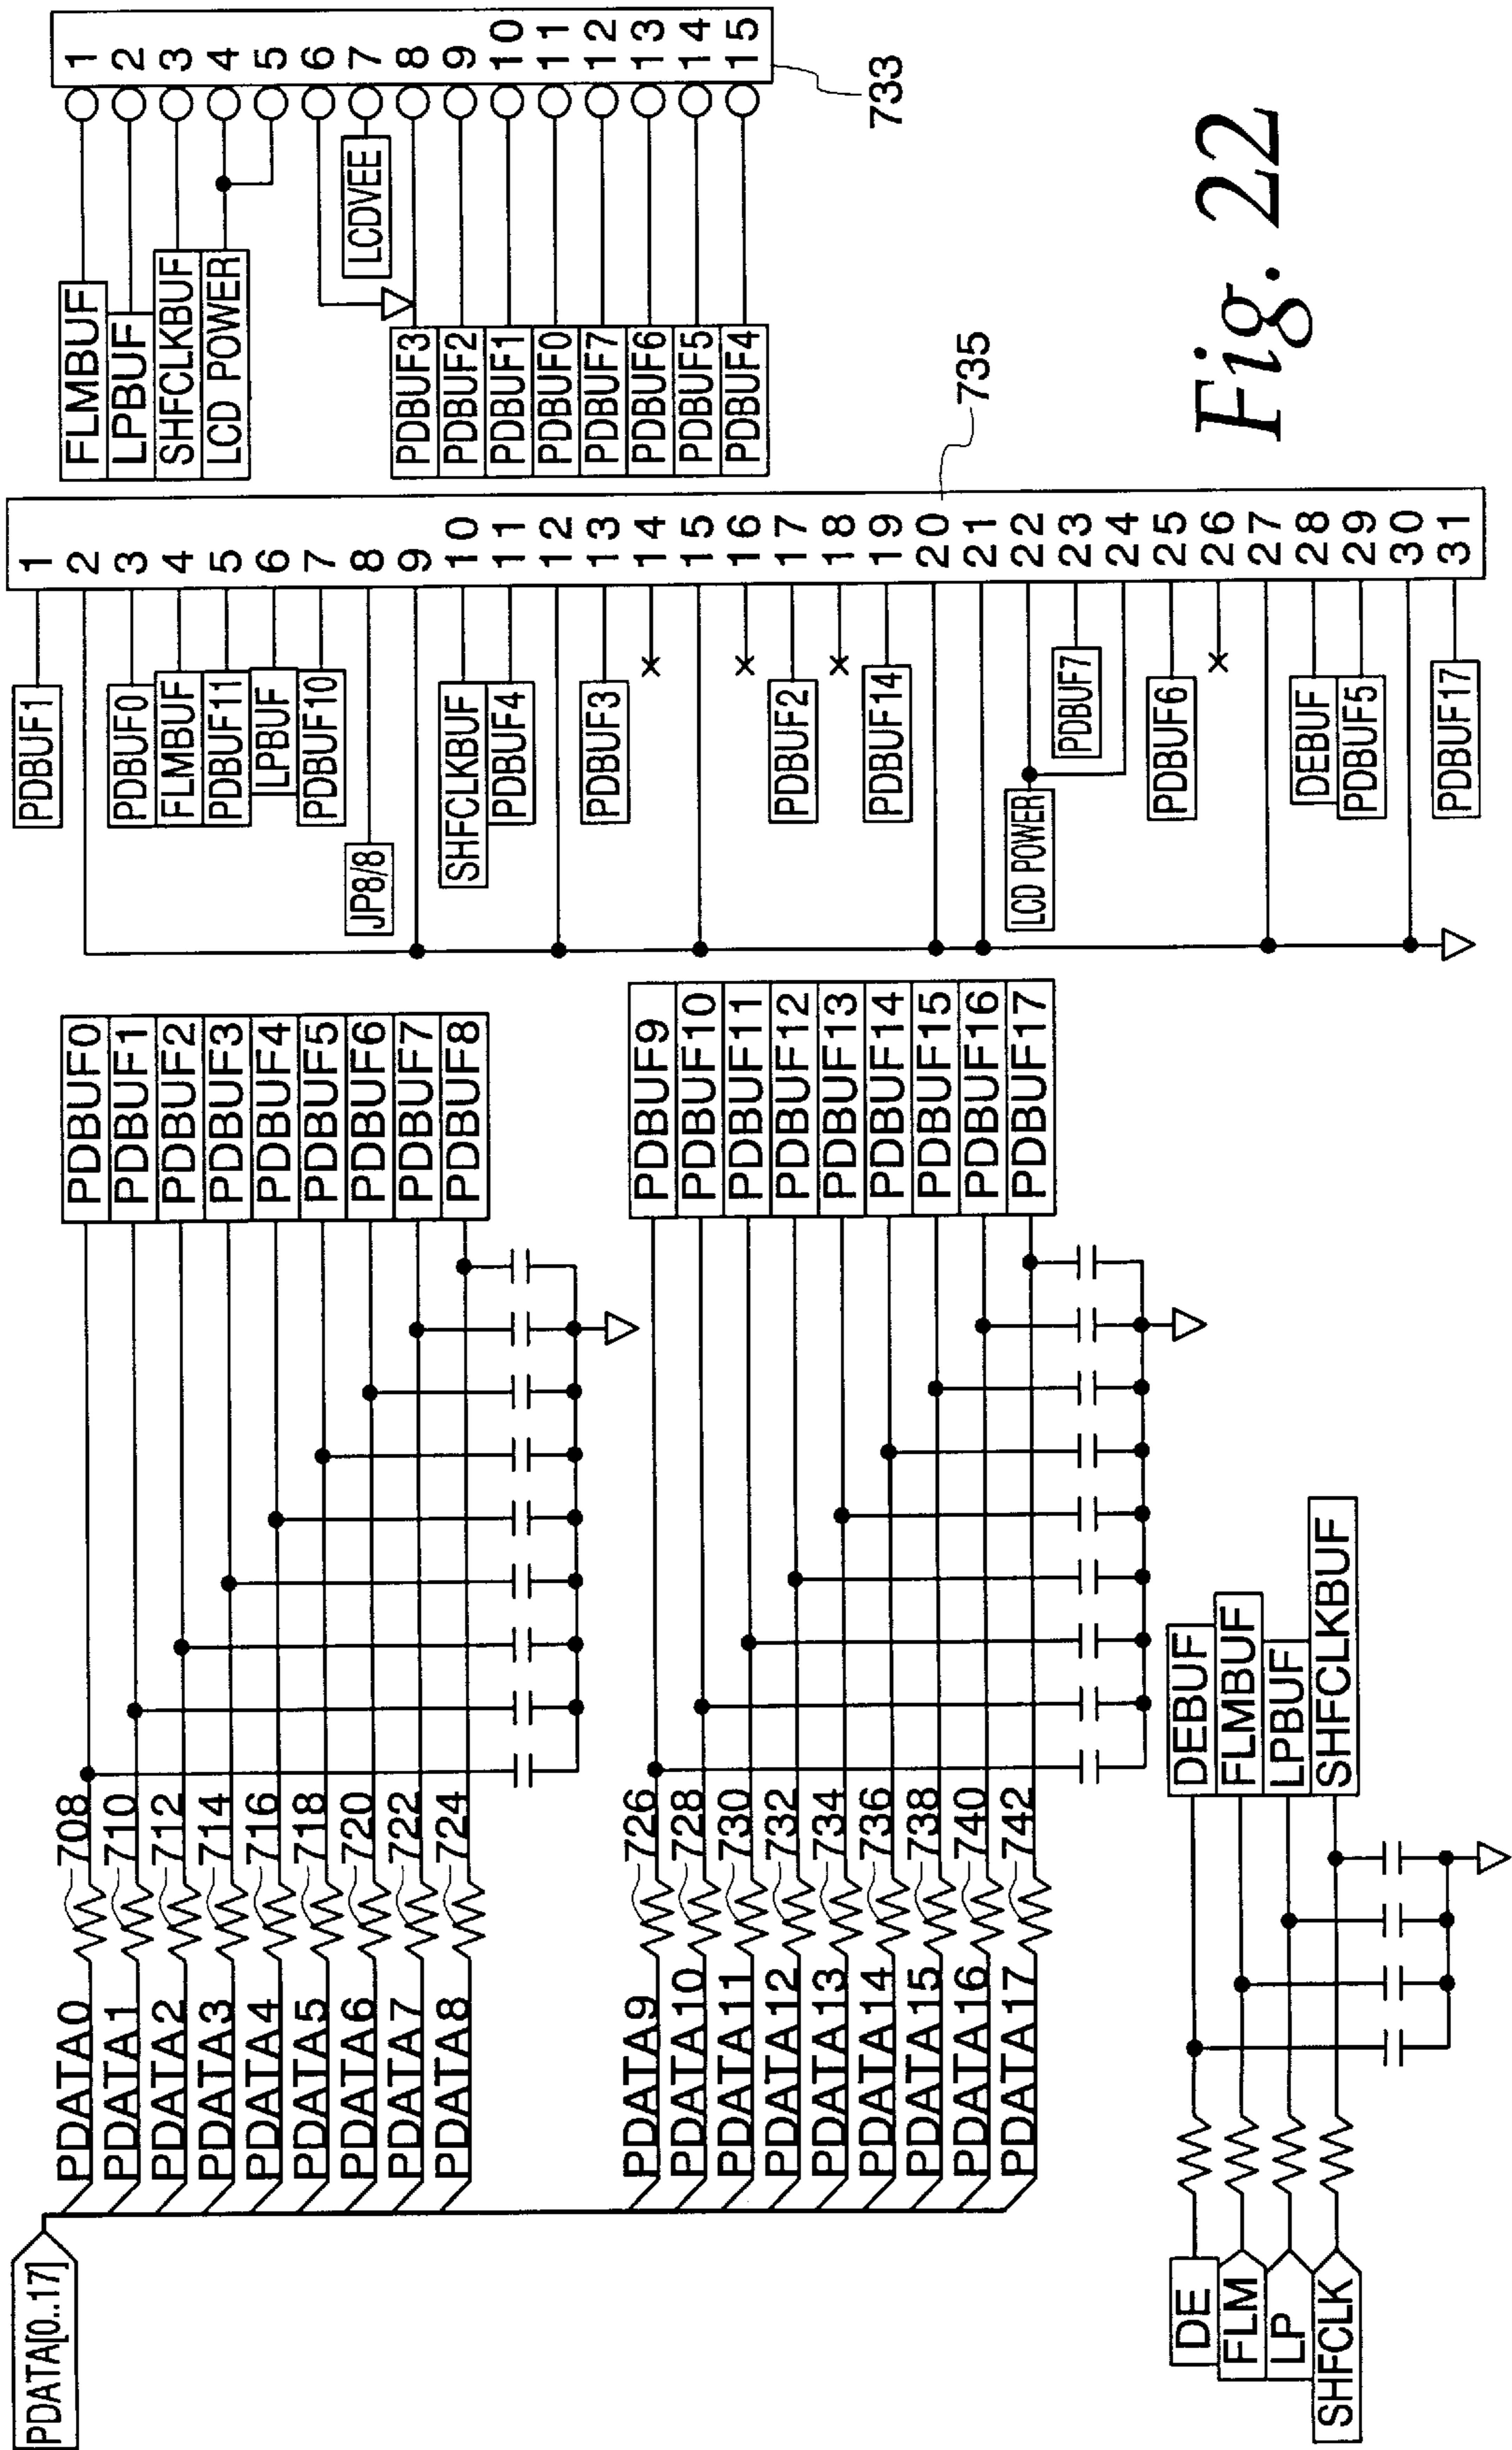 PDATA[0..17]
PDATA0 708 PDBUF0
PDATA1 710 PDBUF1
PDATA2 712 PDBUF2
PDATA3 714 PDBUF3
PDATA4 716 PDBUF4
PDATA5 718 PDBUF5
PDATA6 720 PDBUF6
PDATA7 722 PDBUF7
PDATA8 724 PDBUF8
PDATA9 726 PDBUF9
PDATA10 728 PDBUF10
PDATA11 730 PDBUF11
PDATA12 732 PDBUF12
PDATA13 734 PDBUF13
PDATA14 736 PDBUF14
PDATA15 738 PDBUF15
PDATA16 740 PDBUF16
PDATA17 742 PDBUF17
DE DEBUF
FLM FLMBUF
LP LPBUF
SHFCLK SHFCLKBUF
PDBUF1 1
2
PDBUF0 3
FLMBUF 4
PDBUF11 5
LPBUF 6
PDBUF10 7
JP8/8 8
9
SHFCLKBUF 10
PDBUF4 11
12
PDBUF3 13
14
15
16
PDBUF2 17
18
PDBUF14 19
20
21
LCD POWER 22
PDBUF7 23
24
PDBUF6 25
26
27
DEBUF 28
PDBUF5 29
30
PDBUF17 31
735
FLMBUF 1
LPBUF 2
SHFCLKBUF 3
LCD POWER 4
5
6
LCDVEE 7
PDBUF3 8
PDBUF2 9
PDBUF1 10
PDBUF0 11
PDBUF7 12
PDBUF6 13
PDBUF5 14
PDBUF4 15
733
Fig. 22